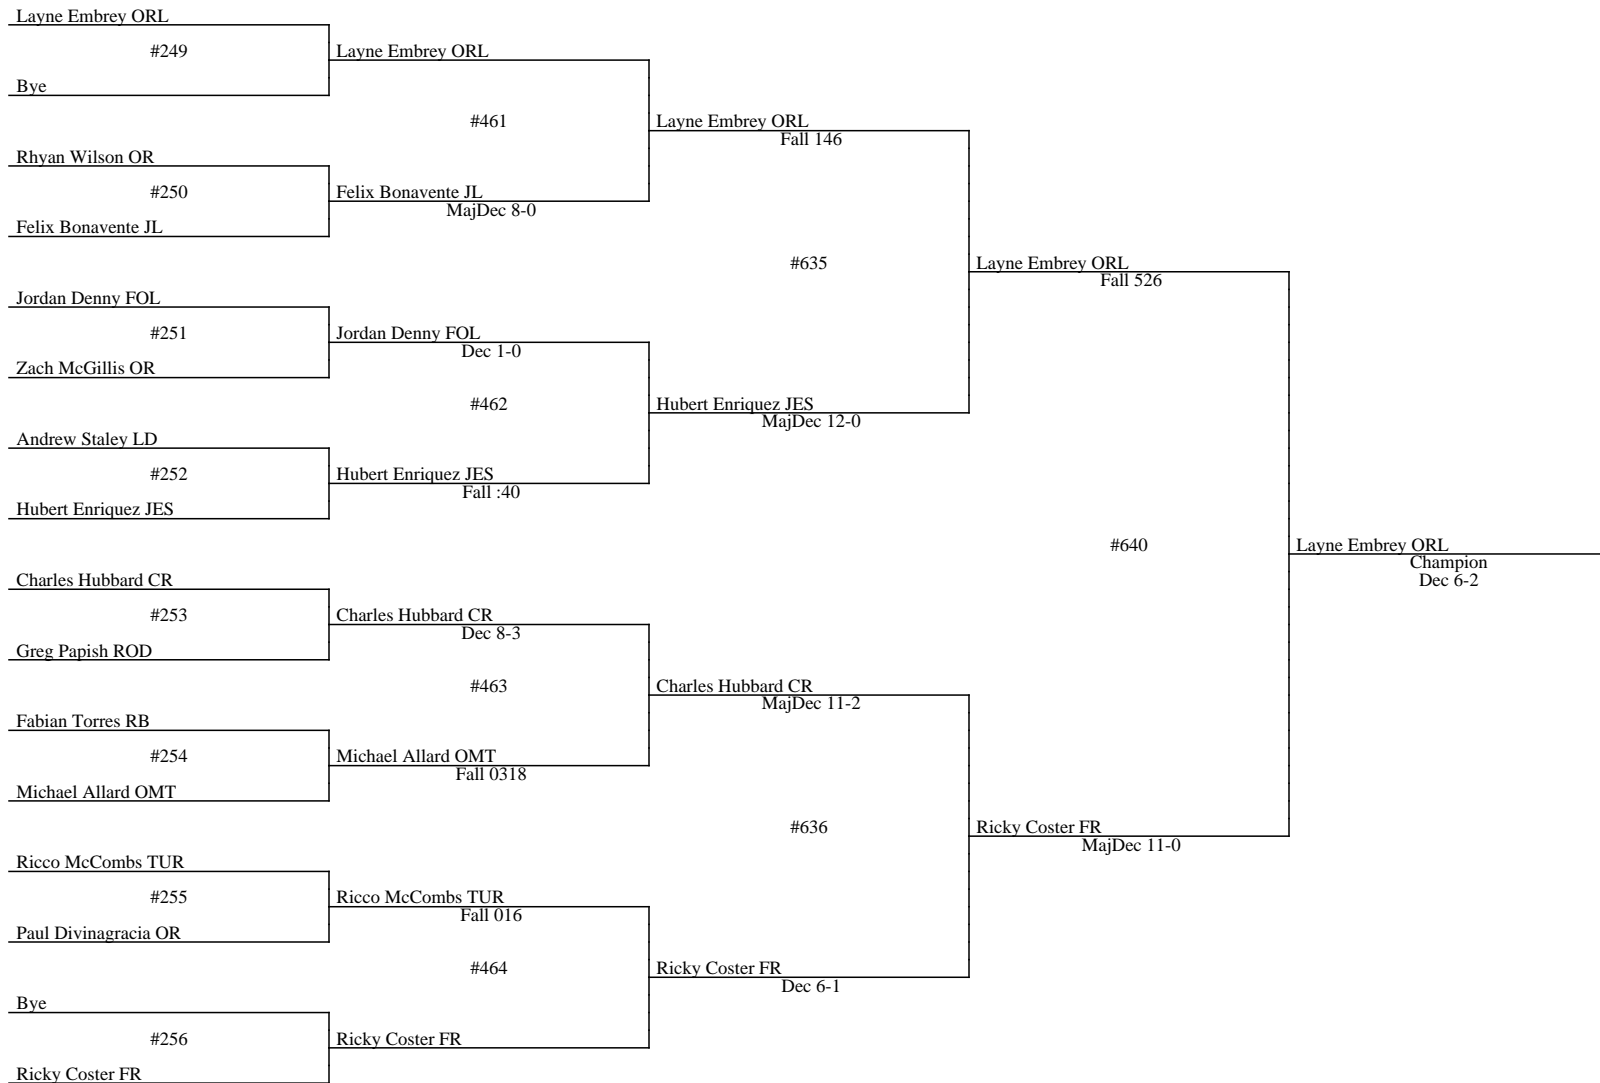 Layne Embrey ORL
#249
Layne Embrey ORL
Bye
#461
Layne Embrey ORL
Fall 146
Rhyan Wilson OR
#250
Felix Bonavente JL
MajDec 8-0
Felix Bonavente JL
#635
Layne Embrey ORL
Fall 526
Jordan Denny FOL
#251
Jordan Denny FOL
Dec 1-0
Zach McGillis OR
#462
Hubert Enriquez JES
MajDec 12-0
Andrew Staley LD
#252
Hubert Enriquez JES
Fall :40
Hubert Enriquez JES
#640
Layne Embrey ORL
Champion
Dec 6-2
Charles Hubbard CR
#253
Charles Hubbard CR
Dec 8-3
Greg Papish ROD
#463
Charles Hubbard CR
MajDec 11-2
Fabian Torres RB
#254
Michael Allard OMT
Fall 0318
Michael Allard OMT
#636
Ricky Coster FR
MajDec 11-0
Ricco McCombs TUR
#255
Ricco McCombs TUR
Fall 016
Paul Divinagracia OR
#464
Ricky Coster FR
Dec 6-1
Bye
#256
Ricky Coster FR
Ricky Coster FR